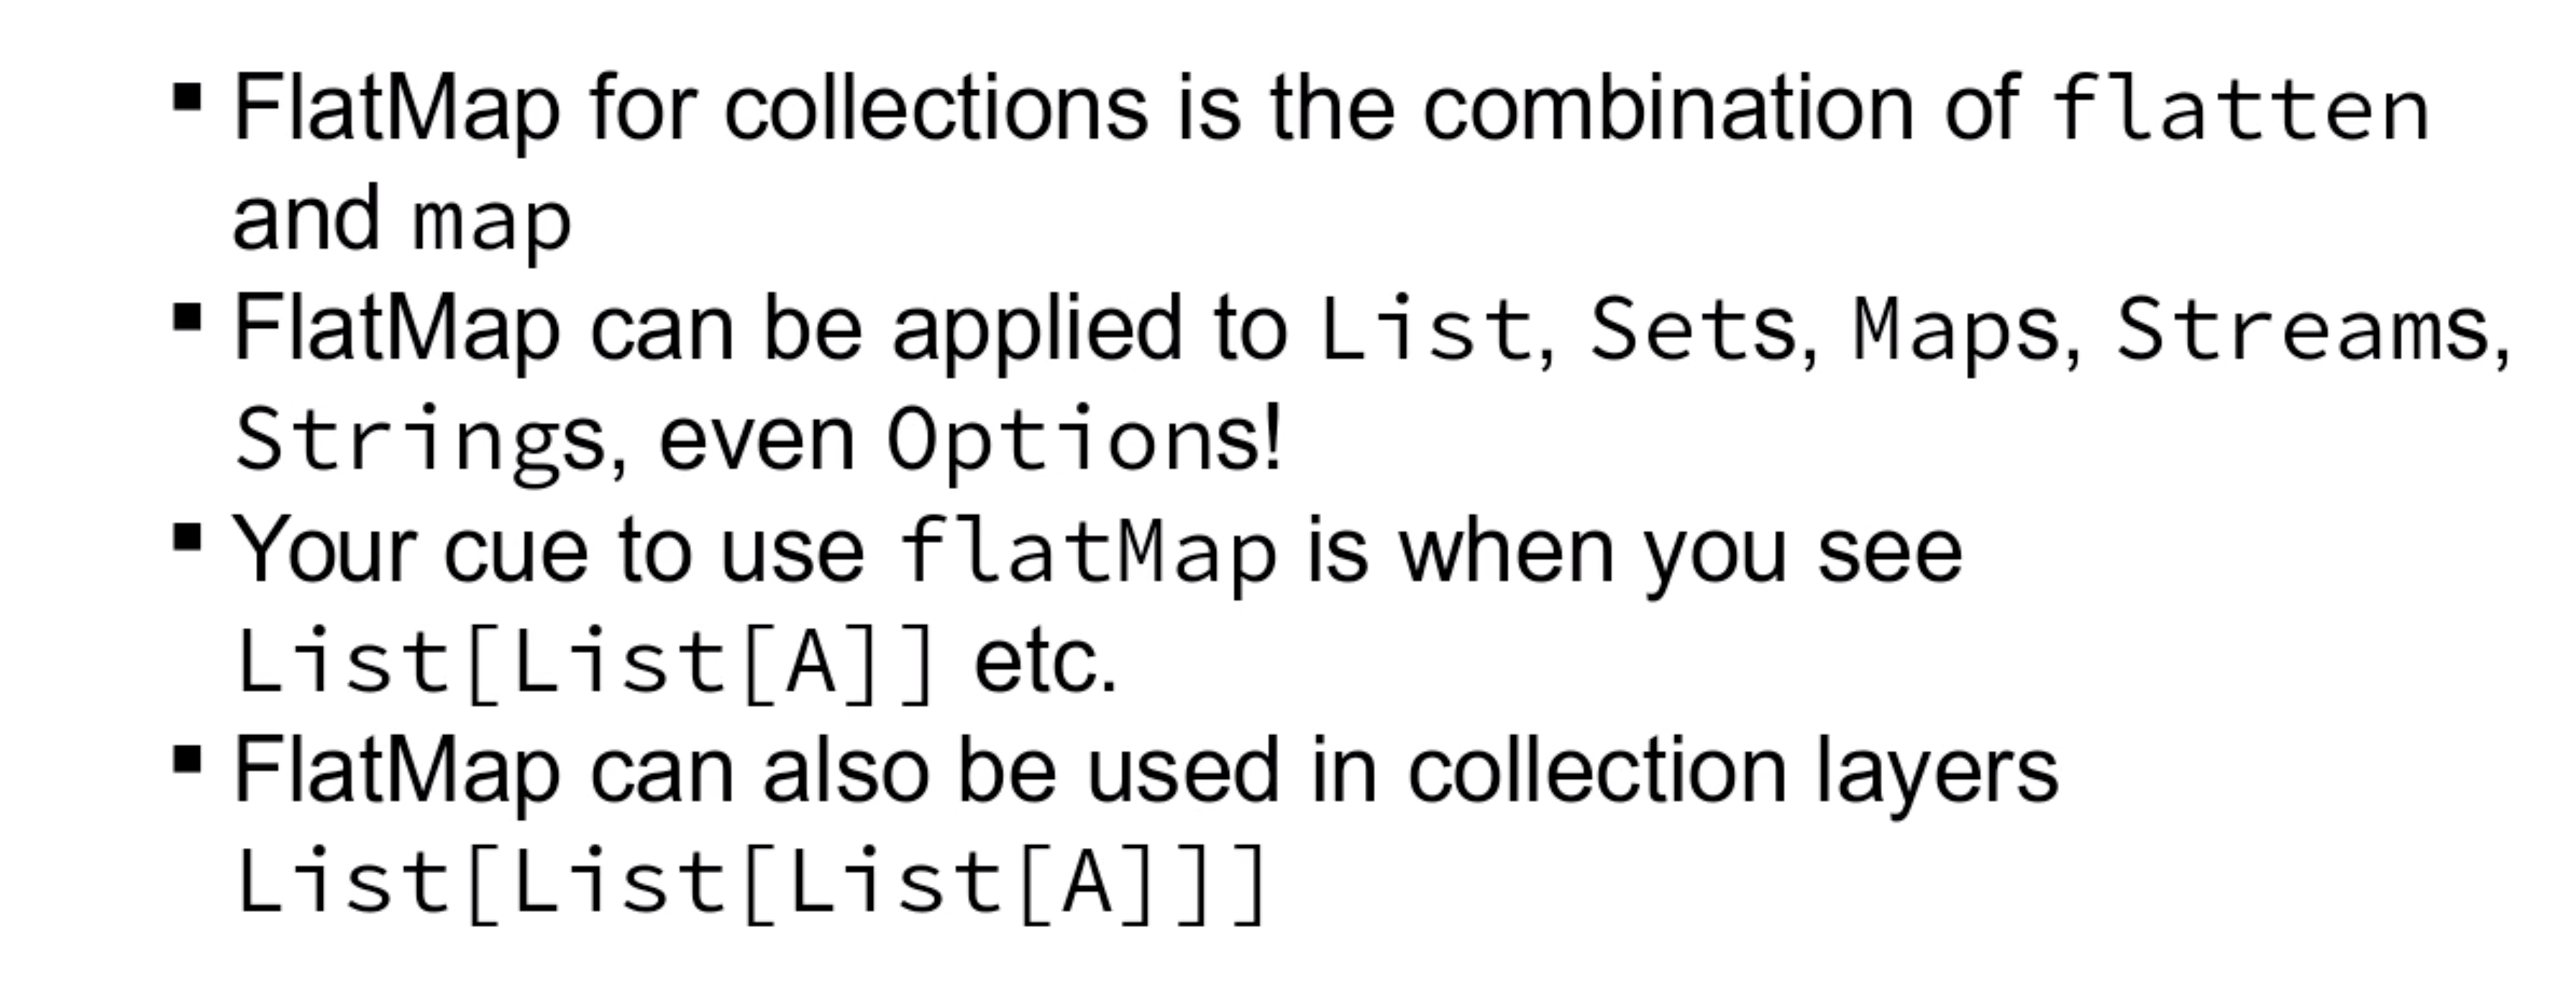 ▪ FlatMap for collections is the combination of flatten
and map
▪ FlatMap can be applied to List, Sets, Maps, Streams,
Strings, even Options!
▪ Your cue to use flatMap is when you see
List[List[A]] etc.
▪ FlatMap can also be used in collection layers
List[List[List[A]]]